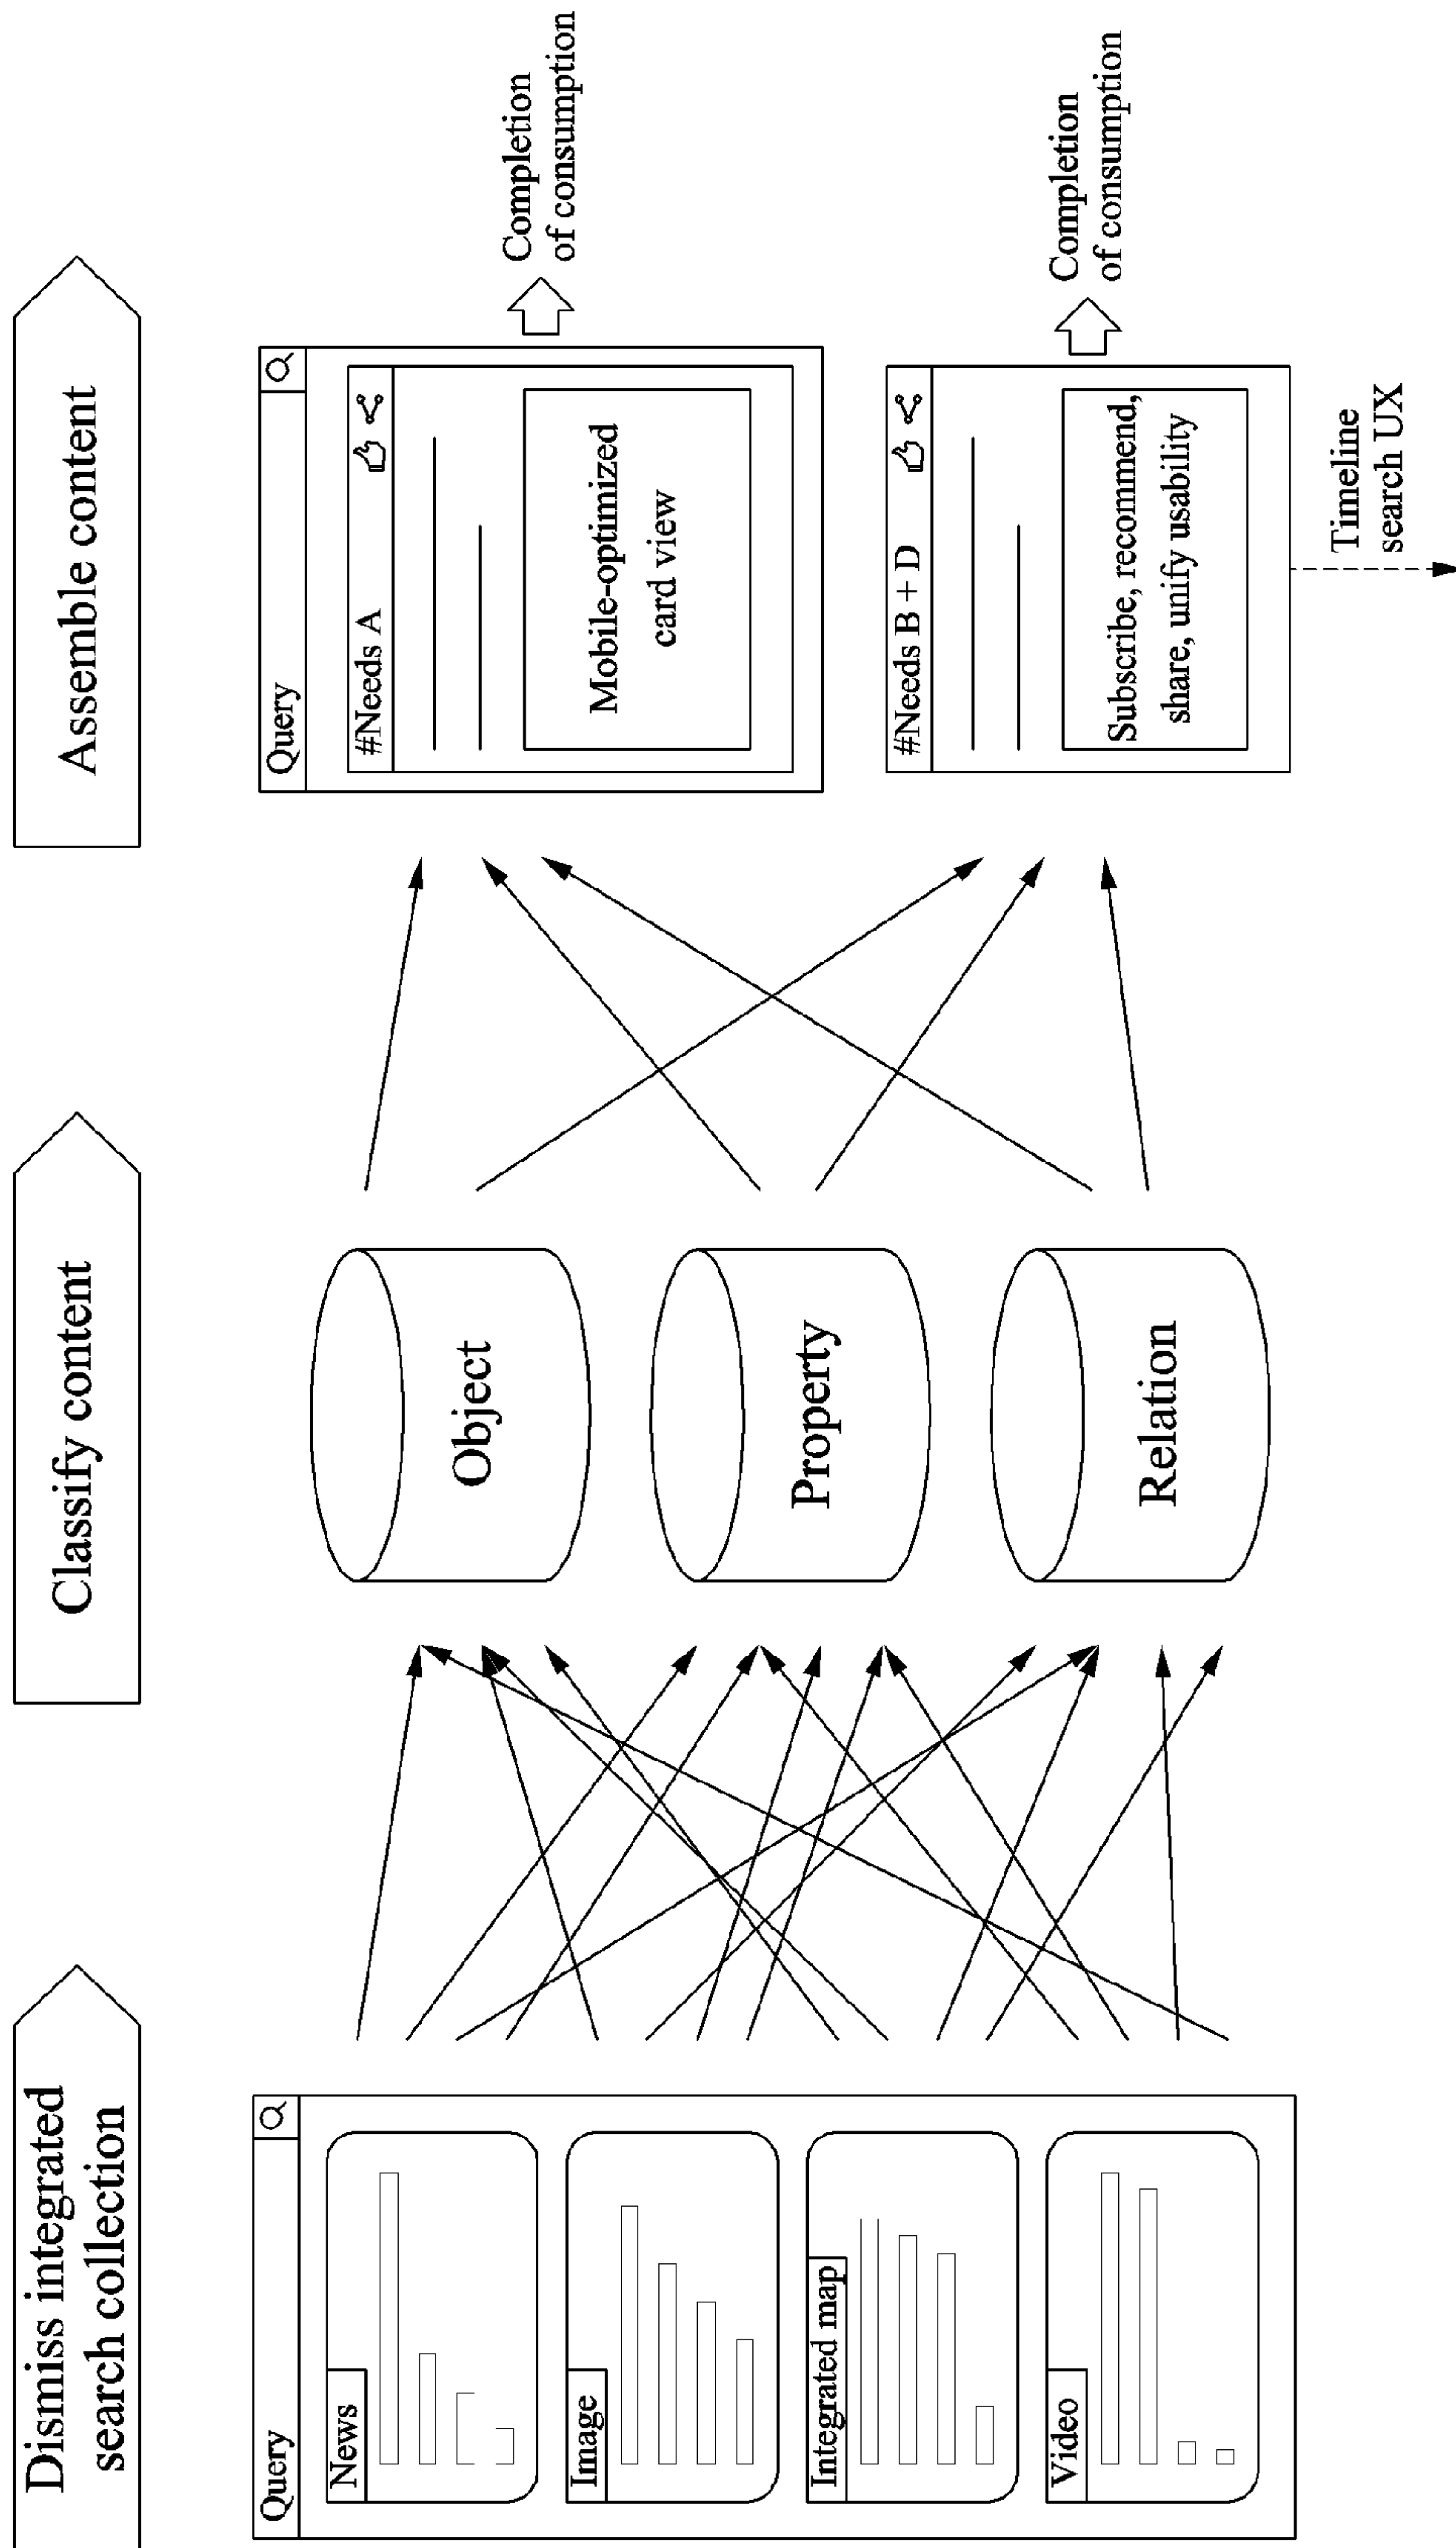 Dismiss integrated
search collection
Classify content
Assemble content
Query
News
Image
Integrated map
Video
Object
Property
Relation
Query
#Needs A
Mobile-optimized
card view
Completion
of consumption
#Needs B + D
Subscribe, recommend,
share, unify usability
Completion
of consumption
Timeline
search UX